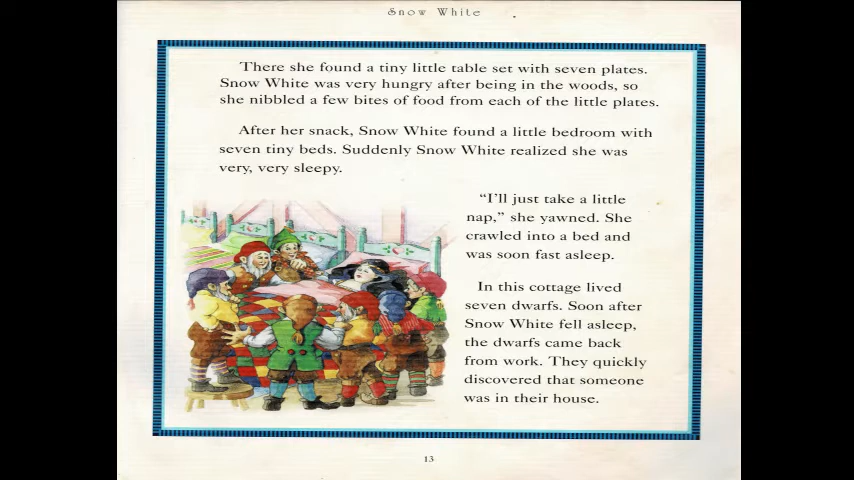 Snow White
There she found a tiny little table set with seven plates.
Snow White was very hungry after being in the woods, so
she nibbled a few bites of food from each of the little plates.
After her snack, Snow White found a little bedroom with
seven tiny beds. Suddenly Snow White realized she was
very, very sleepy.
“I’ll just take a little
nap,” she yawned. She
crawled into a bed and
was soon fast asleep.
In this cottage lived
seven dwarfs. Soon after
Snow White fell asleep,
the dwarfs came back
from work. They quickly
discovered that someone
was in their house.
13